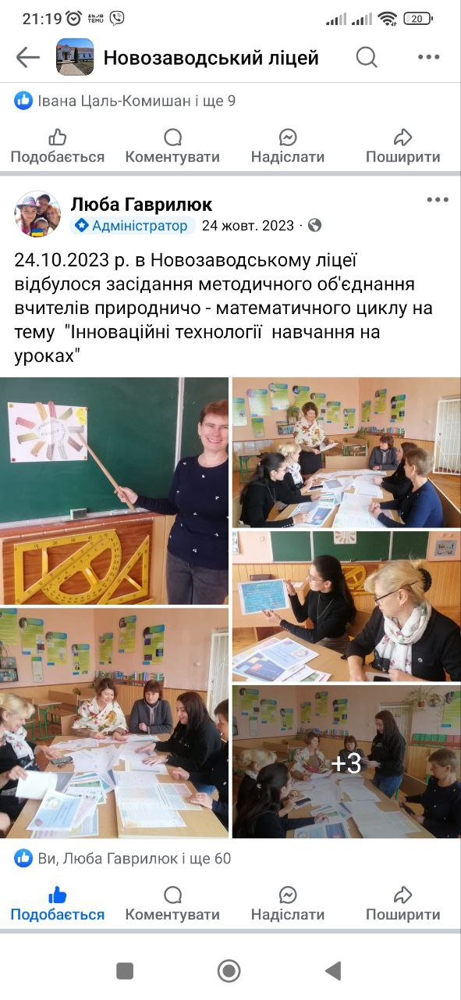 21:19
TEMU
20
Новозаводський ліцей
Івана Цаль-Комишан і ще 9
Подобається Коментувати Надіслати Поширити
Люба Гаврилюк
Адміністратор 24 жовт. 2023 ·
24.10.2023 р. в Новозаводському ліцеї
відбулося засідання методичного об'єднання
вчителів природничо - математичного циклу на
тему "Інноваційні технології навчання на
уроках"
+3
Ви, Люба Гаврилюк і ще 60
Подобається Коментувати Надіслати Поширити